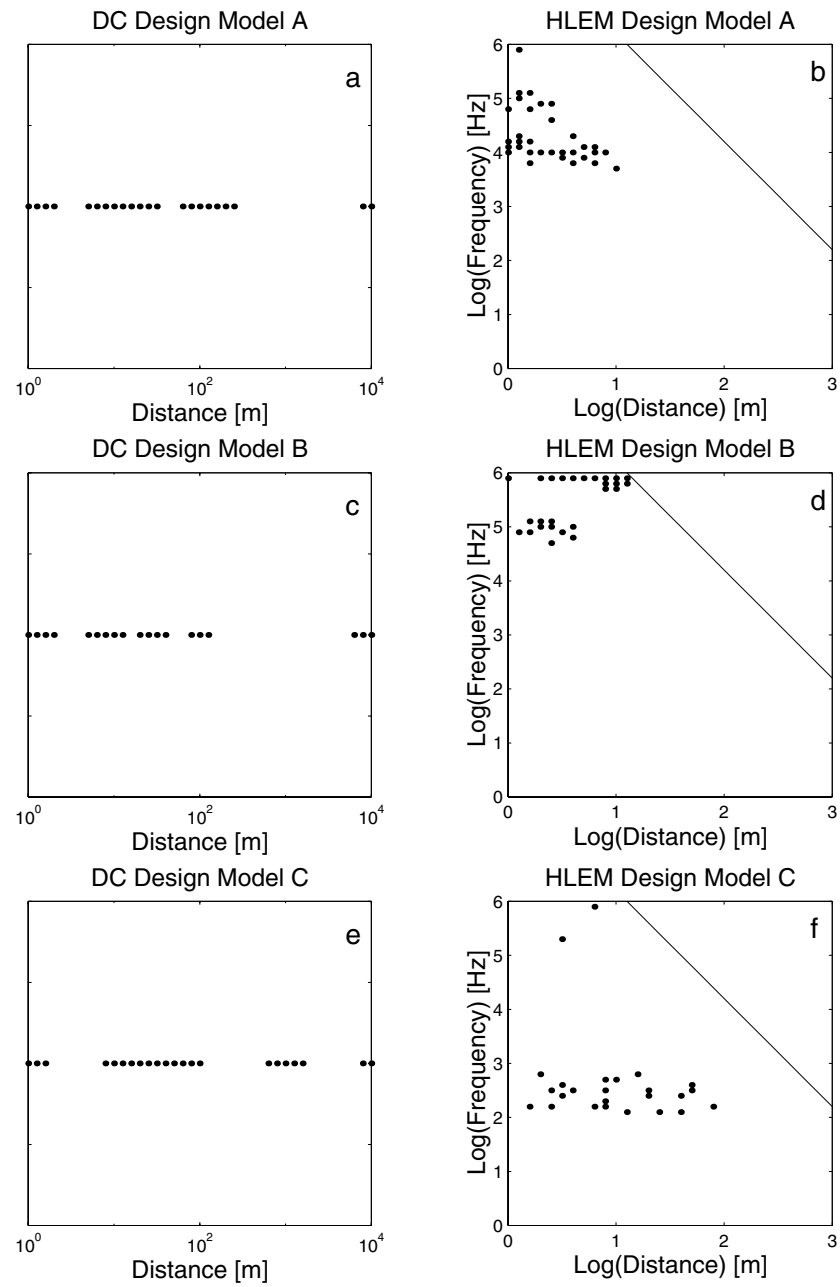 DC Design Model A
a
10^0
10^2
10^4
Distance [m]
HLEM Design Model A
b
6
5
4
3
2
1
0
Log(Frequency) [Hz]
0
1
2
3
Log(Distance) [m]
DC Design Model B
c
10^0
10^2
10^4
Distance [m]
HLEM Design Model B
d
6
5
4
3
2
1
0
Log(Frequency) [Hz]
0
1
2
3
Log(Distance) [m]
DC Design Model C
e
10^0
10^2
10^4
Distance [m]
HLEM Design Model C
f
6
5
4
3
2
1
0
Log(Frequency) [Hz]
0
1
2
3
Log(Distance) [m]